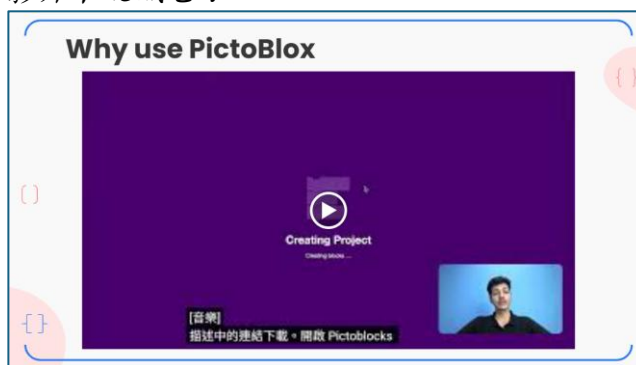 Why use PictoBlox
{ }
( )
Creating Project
Creating blocks ...
[音樂]
描述中的連結下載。開啟 Pictoblocks
{}